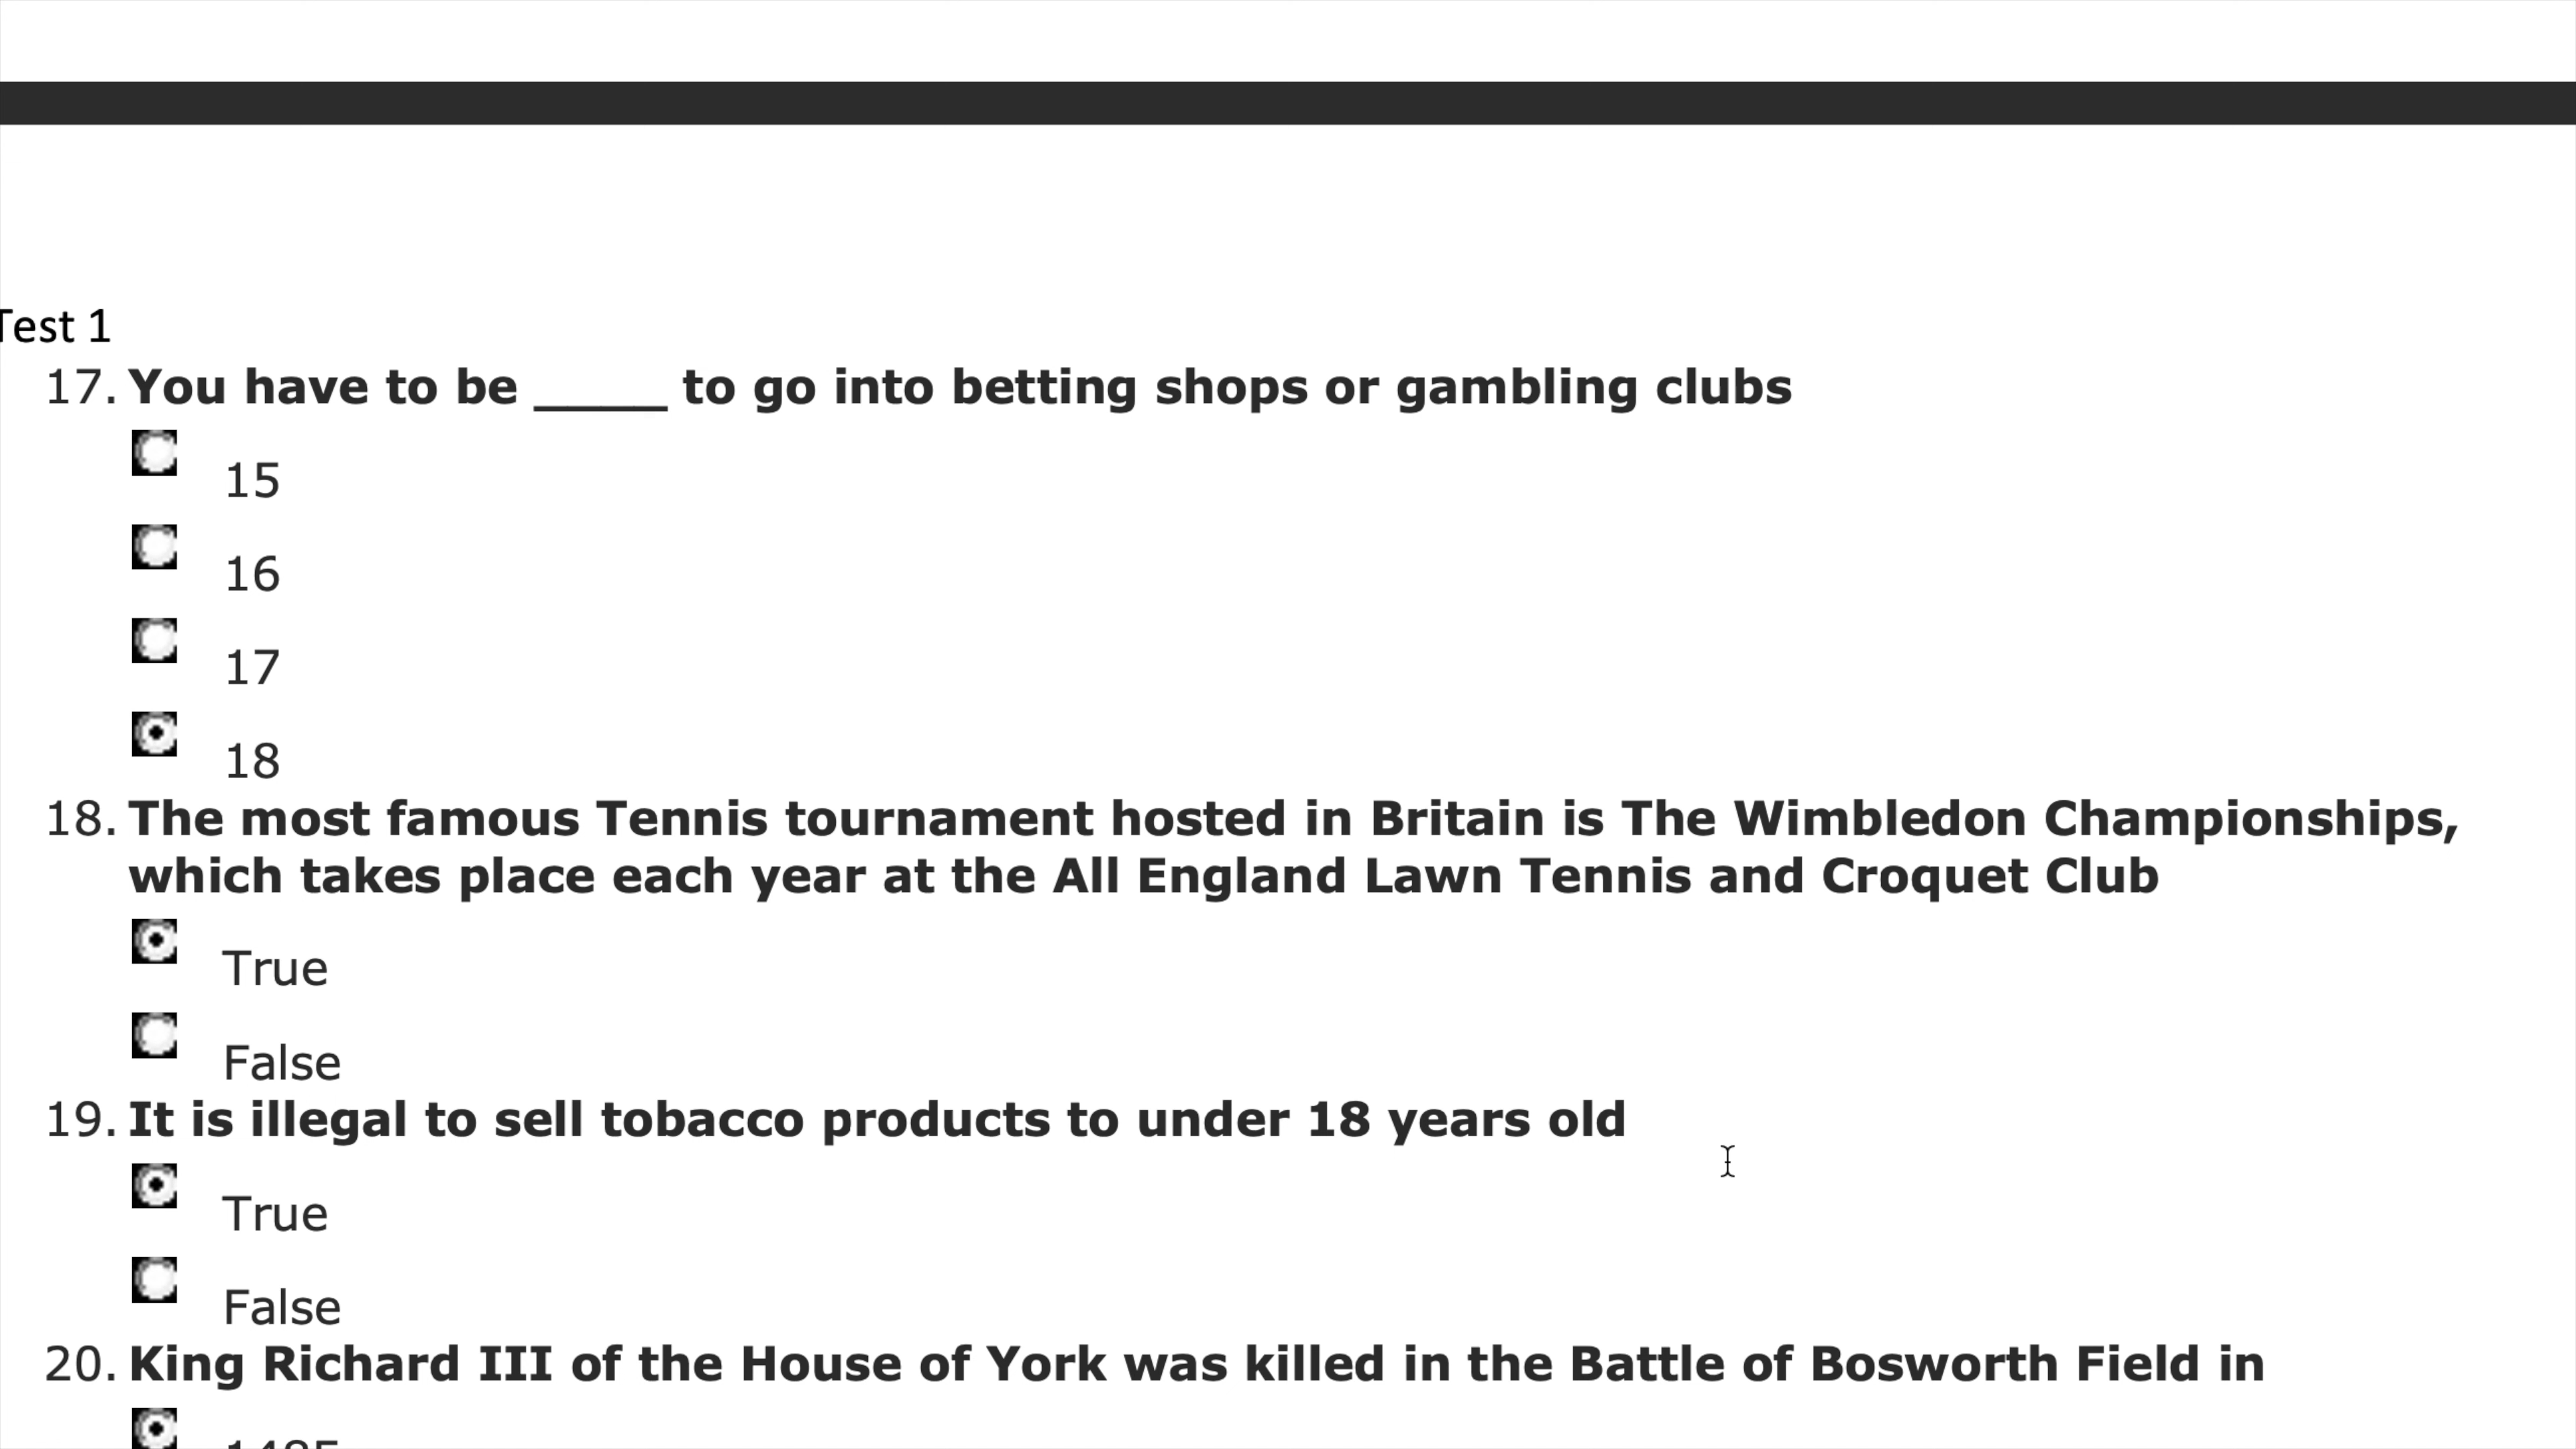 Test 1
17. You have to be _____ to go into betting shops or gambling clubs
15
16
17
18
18. The most famous Tennis tournament hosted in Britain is The Wimbledon Championships,
which takes place each year at the All England Lawn Tennis and Croquet Club
True
False
19. It is illegal to sell tobacco products to under 18 years old
True
False
20. King Richard III of the House of York was killed in the Battle of Bosworth Field in